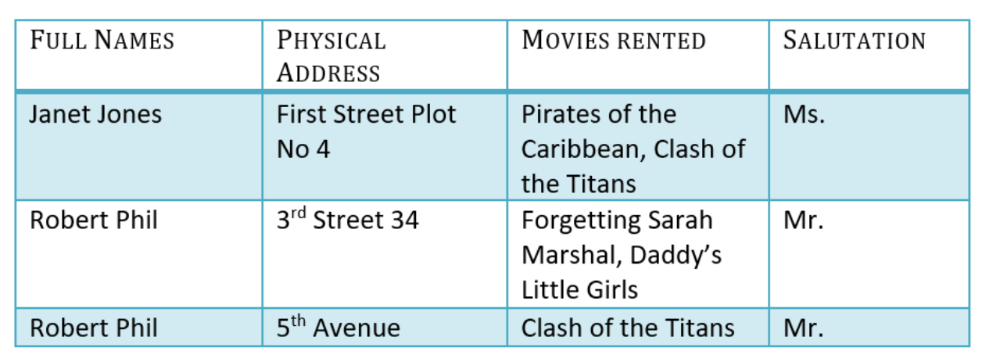 FULL NAMES
PHYSICAL
ADDRESS
MOVIES RENTED
SALUTATION
Janet Jones
First Street Plot
No 4
Pirates of the
Caribbean, Clash of
the Titans
Ms.
Robert Phil
3rd Street 34
Forgetting Sarah
Marshal, Daddy’s
Little Girls
Mr.
Robert Phil
5th Avenue
Clash of the Titans
Mr.